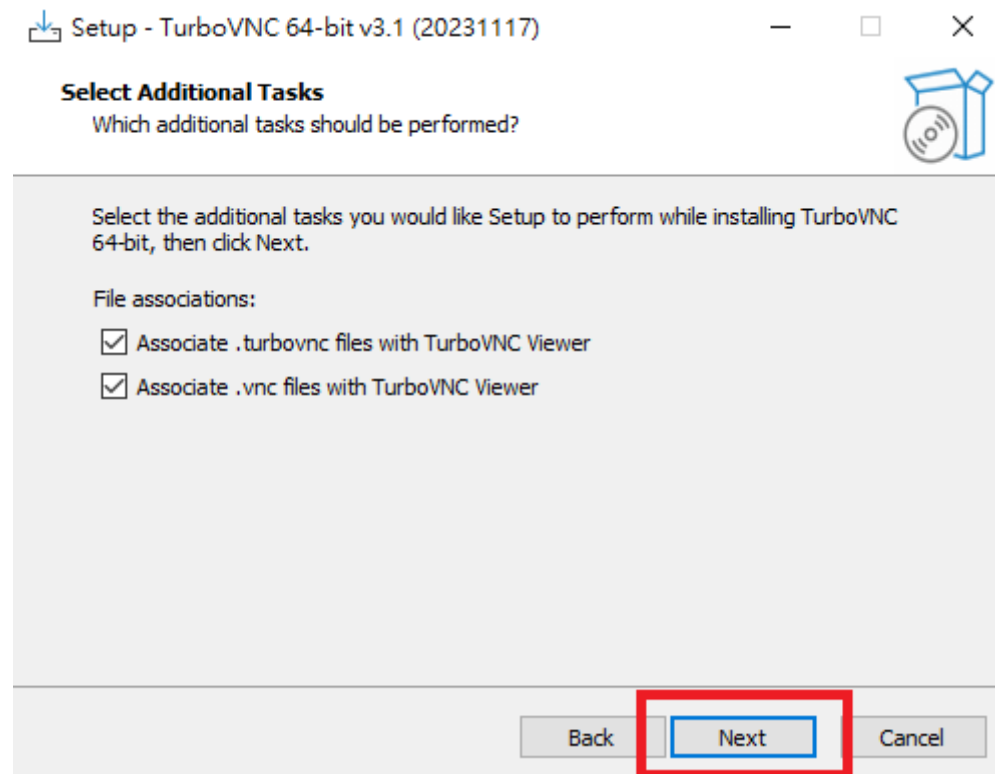 Setup - TurboVNC 64-bit v3.1 (20231117)
Select Additional Tasks
Which additional tasks should be performed?
Select the additional tasks you would like Setup to perform while installing TurboVNC
64-bit, then click Next.
File associations:
Associate .turbovnc files with TurboVNC Viewer
Associate .vnc files with TurboVNC Viewer
Back Next Cancel